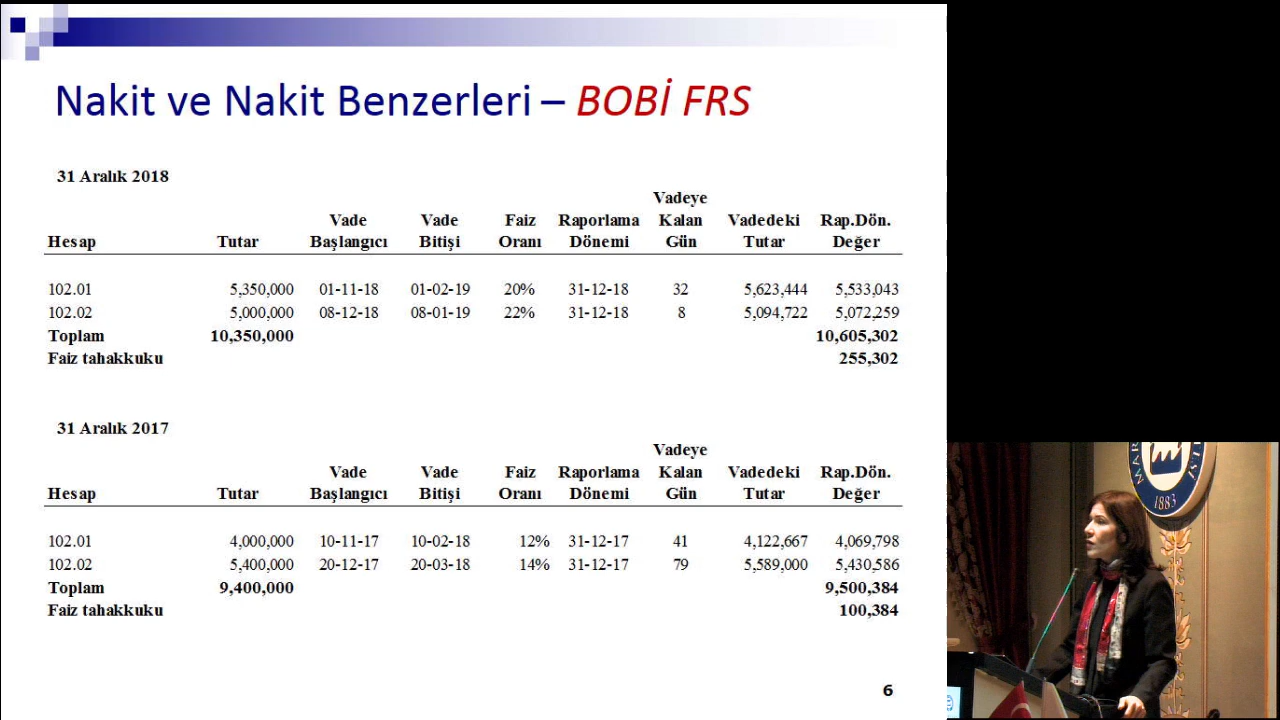 Nakit ve Nakit Benzerleri – BOBİ FRS
31 Aralık 2018
Hesap Tutar Vade Başlangıcı Vade Bitişi Faiz Oranı Raporlama Dönemi Vadeye Kalan Gün Vadedeki Tutar Rap.Dön. Değer
102.01 5,350,000 01-11-18 01-02-19 20% 31-12-18 32 5,623,444 5,533,043
102.02 5,000,000 08-12-18 08-01-19 22% 31-12-18 8 5,094,722 5,072,259
Toplam 10,350,000 10,605,302
Faiz tahakkuku 255,302
31 Aralık 2017
Hesap Tutar Vade Başlangıcı Vade Bitişi Faiz Oranı Raporlama Dönemi Vadeye Kalan Gün Vadedeki Tutar Rap.Dön. Değer
102.01 4,000,000 10-11-17 10-02-18 12% 31-12-17 41 4,122,667 4,069,798
102.02 5,400,000 20-12-17 20-03-18 14% 31-12-17 79 5,589,000 5,430,586
Toplam 9,400,000 9,500,384
Faiz tahakkuku 100,384
6
1883